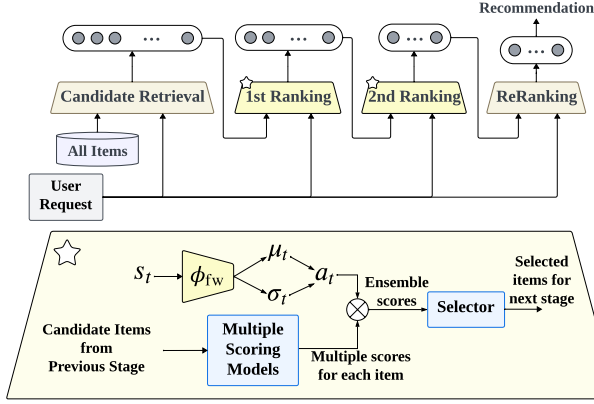 Recommendation
...
...
...
...
Candidate Retrieval
1st Ranking
2nd Ranking
ReRanking
All Items
User
Request
s_t
ϕ_fw
μ_t
σ_t
a_t
Ensemble
scores
Selector
Selected
items for
next stage
Candidate Items
from
Previous Stage
Multiple
Scoring
Models
Multiple scores
for each item